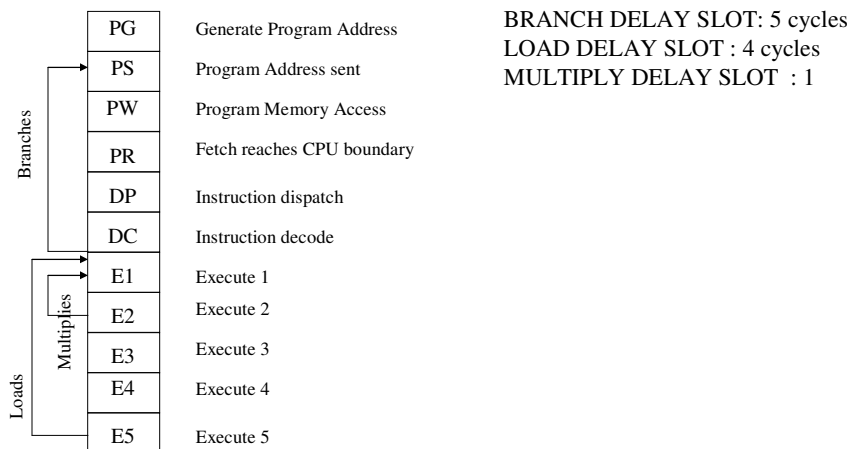 BRANCH DELAY SLOT: 5 cycles
LOAD DELAY SLOT : 4 cycles
MULTIPLY DELAY SLOT : 1
PG Generate Program Address
PS Program Address sent
PW Program Memory Access
PR Fetch reaches CPU boundary
DP Instruction dispatch
DC Instruction decode
E1 Execute 1
E2 Execute 2
E3 Execute 3
E4 Execute 4
E5 Execute 5
Branches
Multiplies
Loads